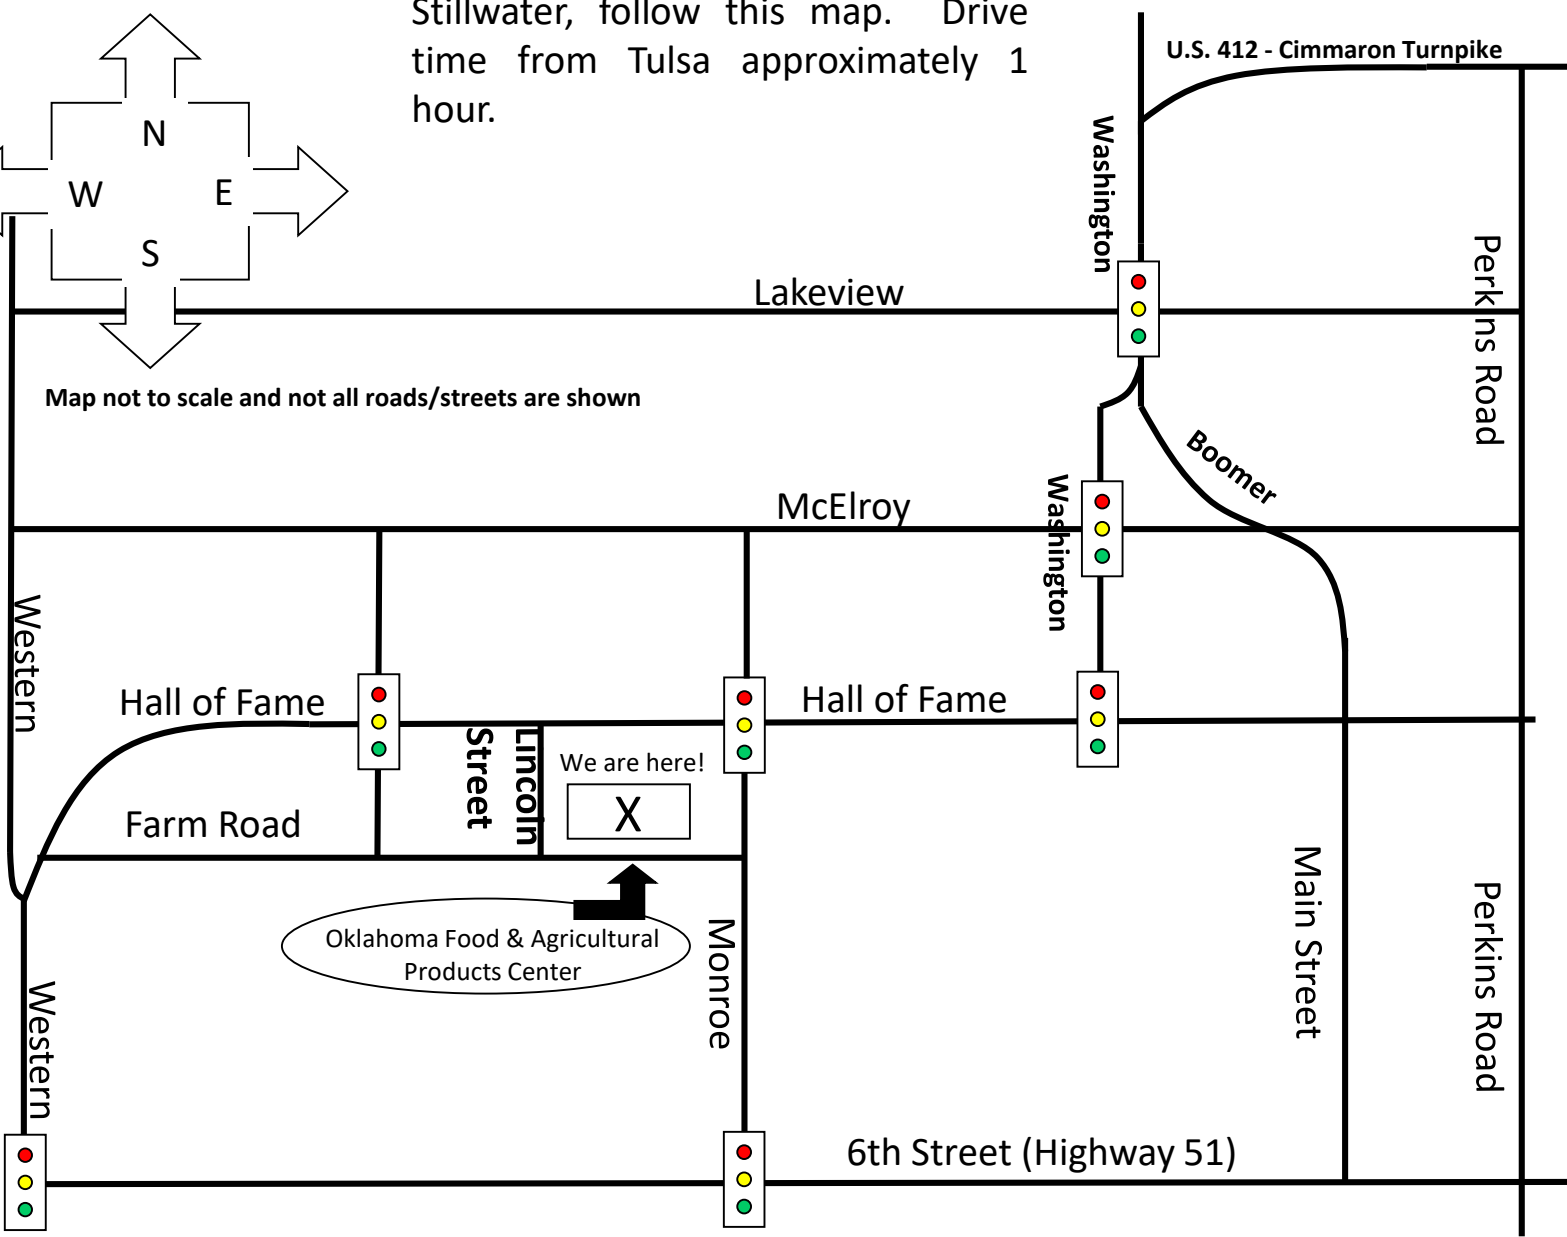 Stillwater, follow this map. Drive
time from Tulsa approximately 1
hour.
U.S. 412 - Cimmaron Turnpike
N
W
E
S
Washington
Perkins Road
Lakeview
Map not to scale and not all roads/streets are shown
Boomer
McElroy
Washington
Western
Hall of Fame
Hall of Fame
Lincoln
Street
We are here!
X
Farm Road
Main Street
Perkins Road
Oklahoma Food & Agricultural
Products Center
Monroe
Western
6th Street (Highway 51)